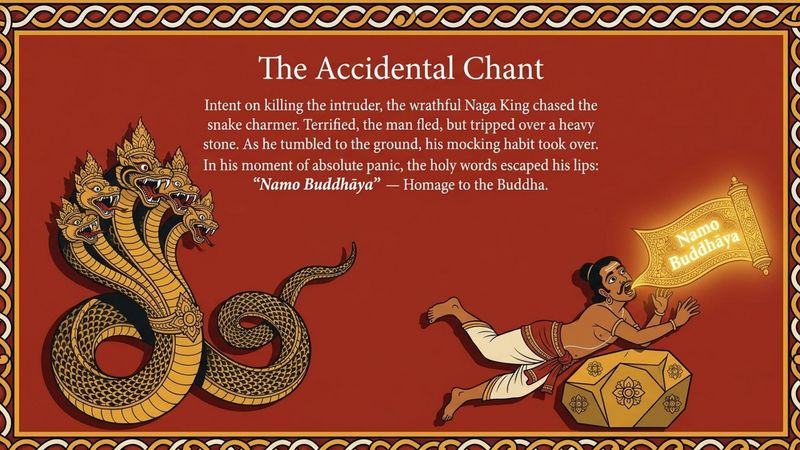 The Accidental Chant
Intent on killing the intruder, the wrathful Naga King chased the
snake charmer. Terrified, the man fled, but tripped over a heavy
stone. As he tumbled to the ground, his mocking habit took over.
In his moment of absolute panic, the holy words escaped his lips:
“Namo Buddhāya” — Homage to the Buddha.
Namo
Buddhāya